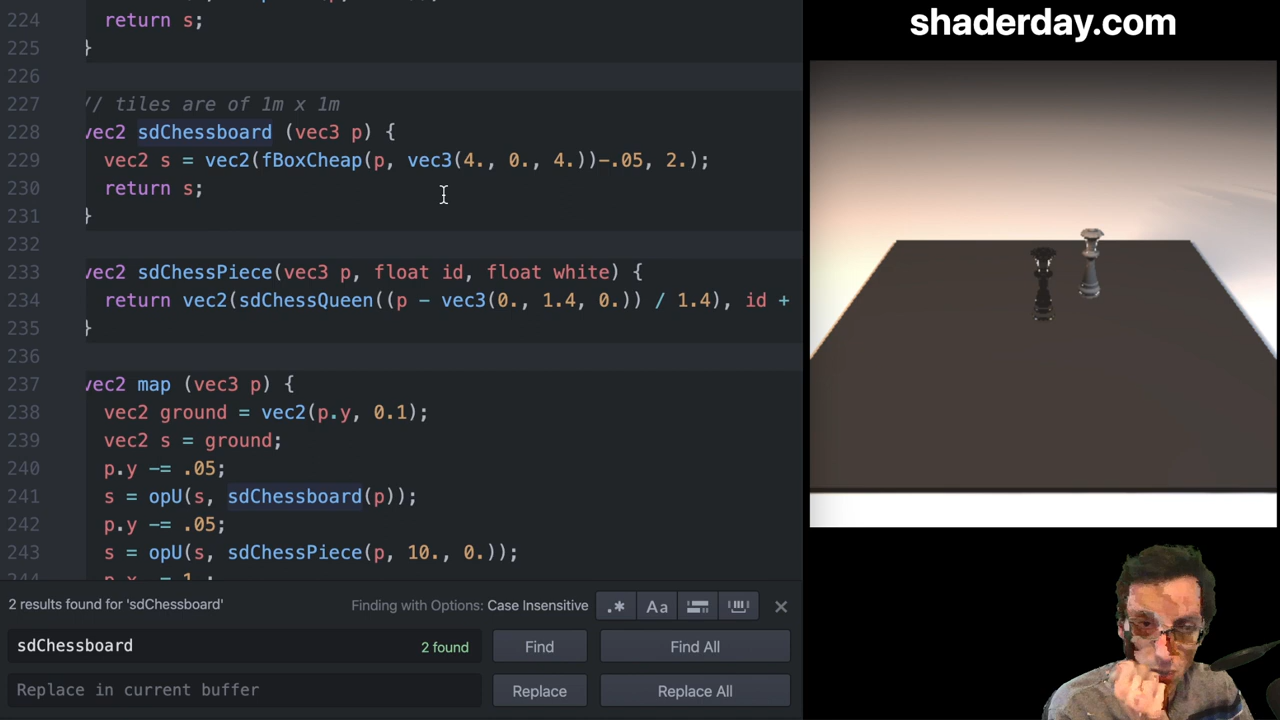 224 return s;
225 }
226
227 // tiles are of 1m x 1m
228 vec2 sdChessboard (vec3 p) {
229 vec2 s = vec2(fBoxCheap(p, vec3(4., 0., 4.))-.05, 2.);
230 return s;
231 }
232
233 vec2 sdChessPiece(vec3 p, float id, float white) {
234 return vec2(sdChessQueen((p - vec3(0., 1.4, 0.)) / 1.4), id +
235 }
236
237 vec2 map (vec3 p) {
238 vec2 ground = vec2(p.y, 0.1);
239 vec2 s = ground;
240 p.y -= .05;
241 s = opU(s, sdChessboard(p));
242 p.y -= .05;
243 s = opU(s, sdChessPiece(p, 10., 0.));
2 results found for 'sdChessboard'
Finding with Options: Case Insensitive
.* Aa
sdChessboard
2 found
Find
Find All
Replace in current buffer
Replace
Replace All
shaderday.com